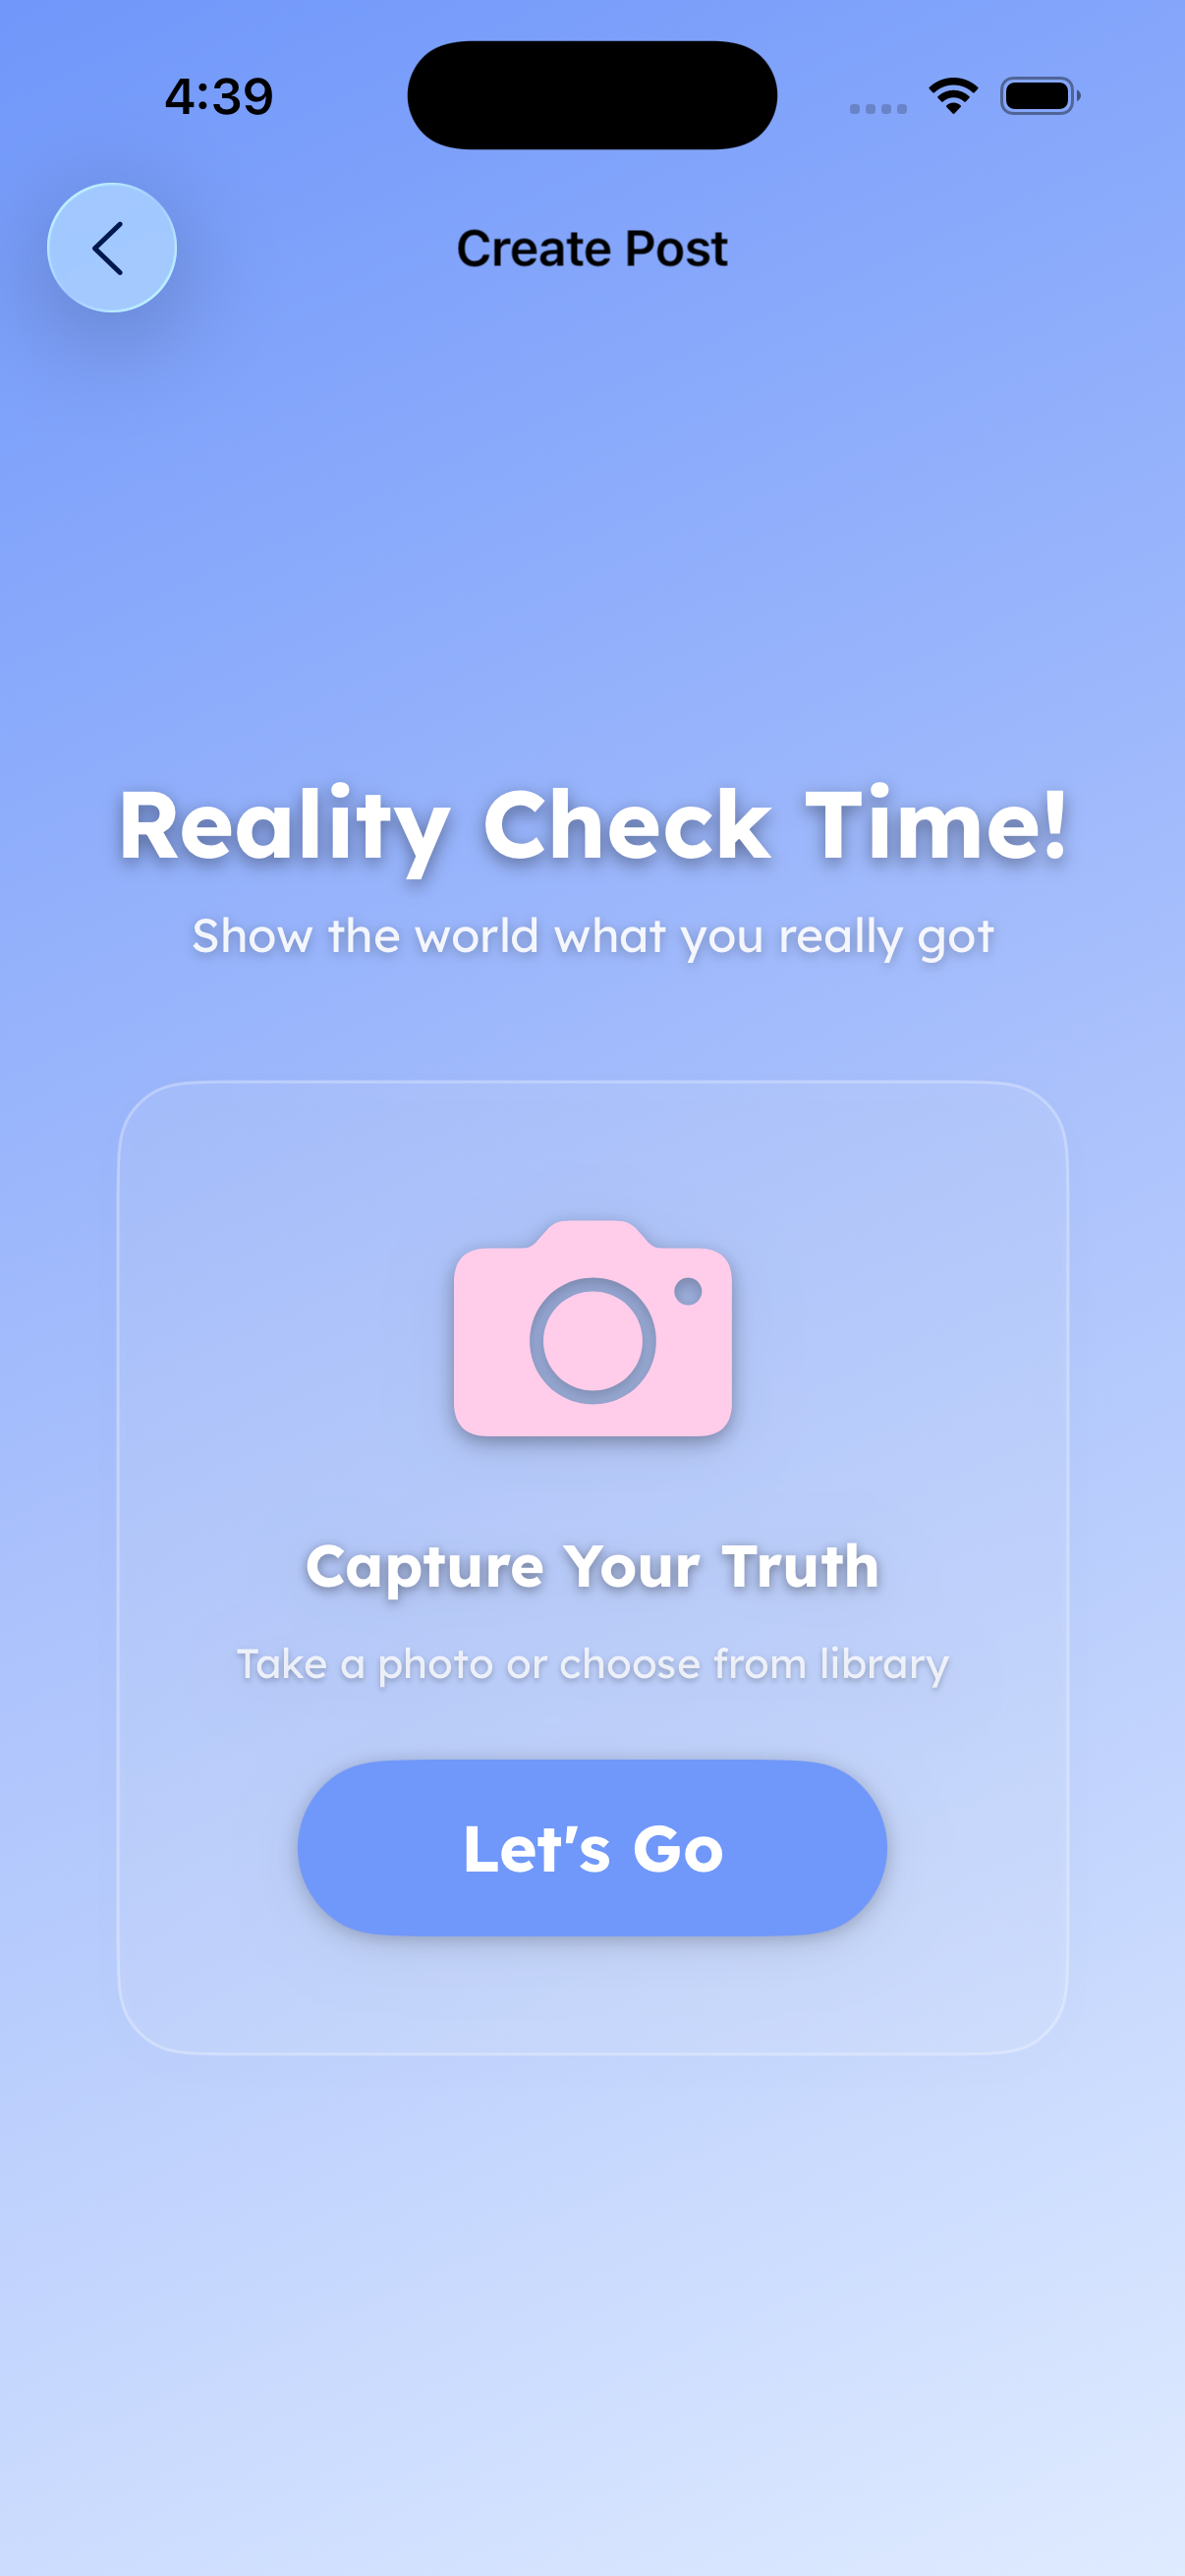 4:39
Create Post
Reality Check Time!
Show the world what you really got
Capture Your Truth
Take a photo or choose from library
Let's Go